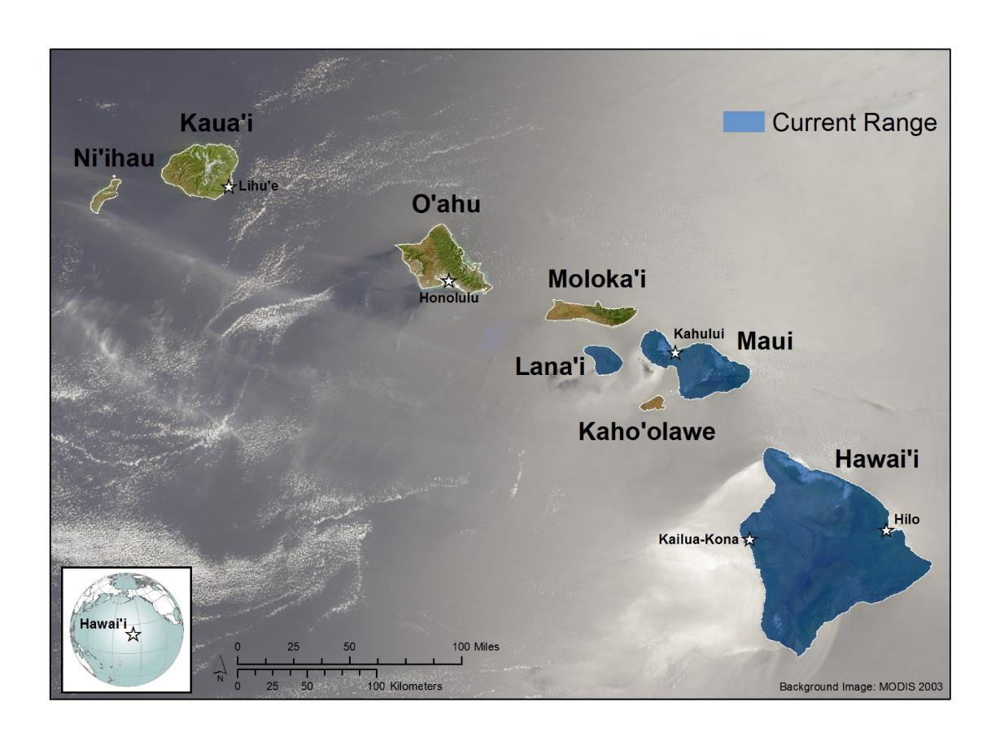 Kaua'i
Current Range
Ni'ihau
Lihu'e
O'ahu
Honolulu
Moloka'i
Kahului
Maui
Lana'i
Kaho'olawe
Hawai'i
Hilo
Kailua-Kona
Hawai'i
0 25 50 100 Miles
N
0 25 50 100 Kilometers
Background Image: MODIS 2003